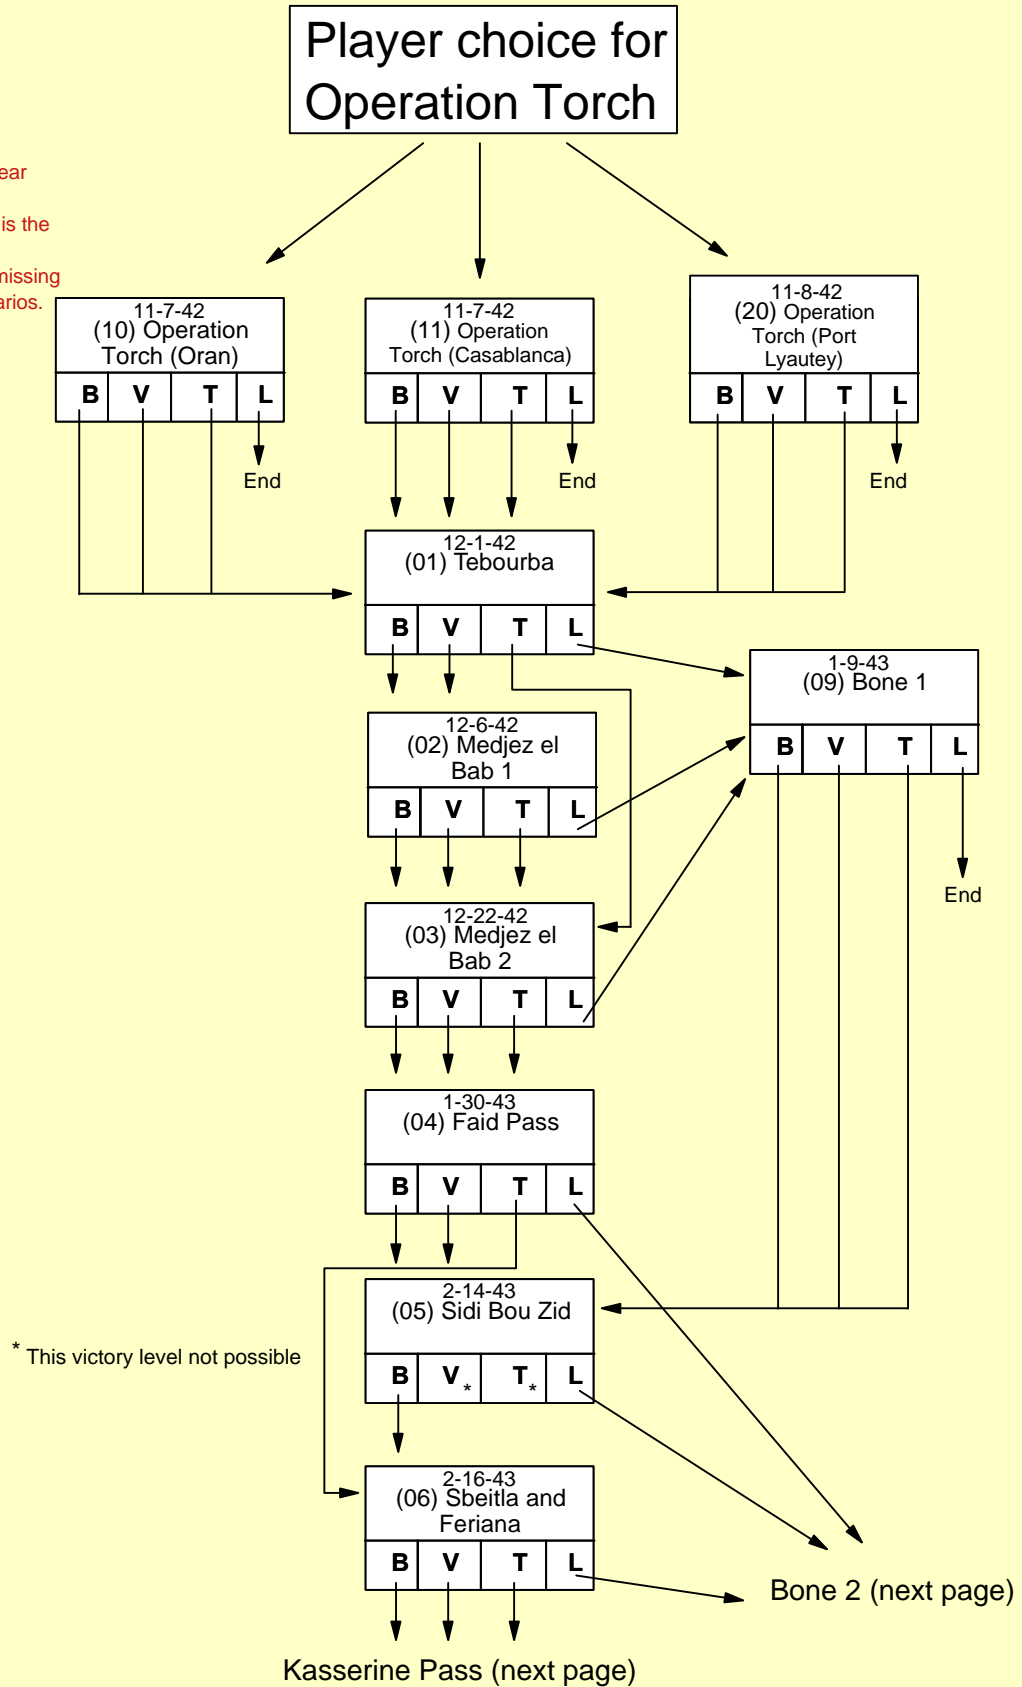 Player choice for
Operation Torch
ear
is the
missing
arios.
11-7-42
(10) Operation
Torch (Oran)
B V T L
End
11-7-42
(11) Operation
Torch (Casablanca)
B V T L
End
11-8-42
(20) Operation
Torch (Port
Lyautey)
B V T L
End
12-1-42
(01) Tebourba
B V T L
1-9-43
(09) Bone 1
B V T L
End
12-6-42
(02) Medjez el
Bab 1
B V T L
12-22-42
(03) Medjez el
Bab 2
B V T L
1-30-43
(04) Faid Pass
B V T L
2-14-43
(05) Sidi Bou Zid
B V * T * L
* This victory level not possible
2-16-43
(06) Sbeitla and
Feriana
B V T L
Bone 2 (next page)
Kasserine Pass (next page)